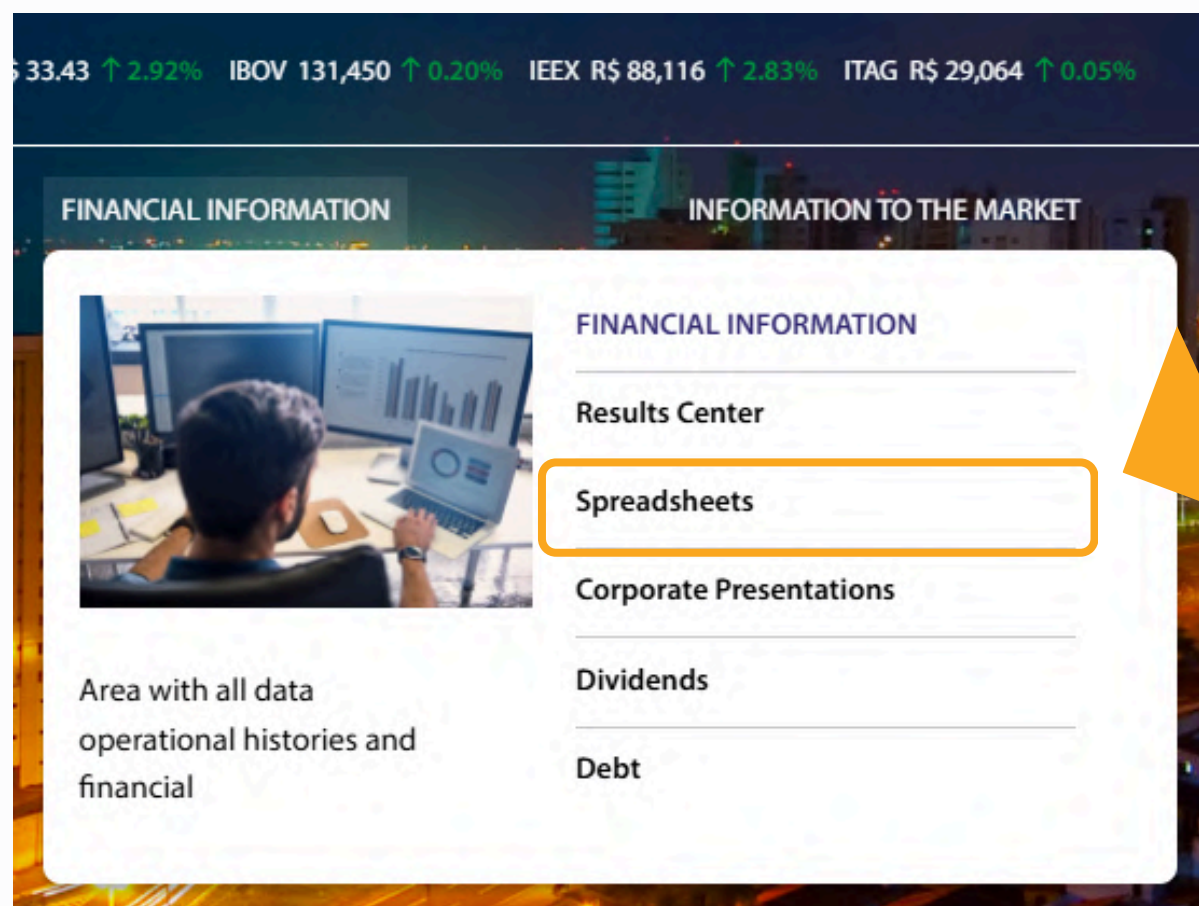 $ 33.43 ↑ 2.92% IBOV 131,450 ↑ 0.20% IEEX R$ 88,116 ↑ 2.83% ITAG R$ 29,064 ↑ 0.05%
FINANCIAL INFORMATION INFORMATION TO THE MARKET
FINANCIAL INFORMATION
Results Center
Spreadsheets
Corporate Presentations
Dividends
Debt
Area with all data
operational histories and
financial